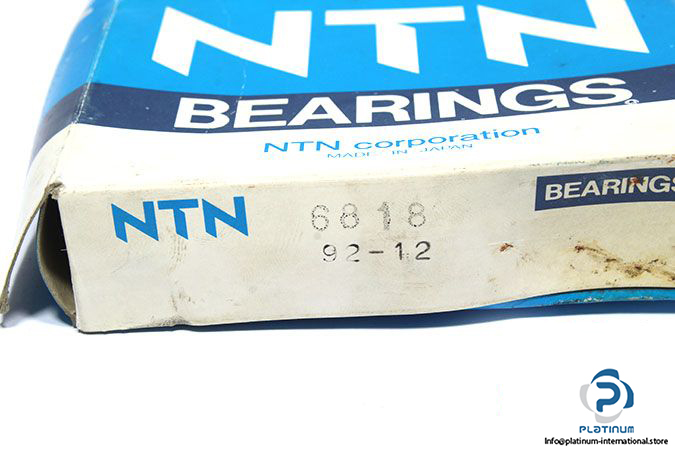 NTN
BEARINGS
NTN corporation
MADE IN JAPAN
NTN 6818
92-12
BEARINGS
PLATINUM
Info@platinum-international.store